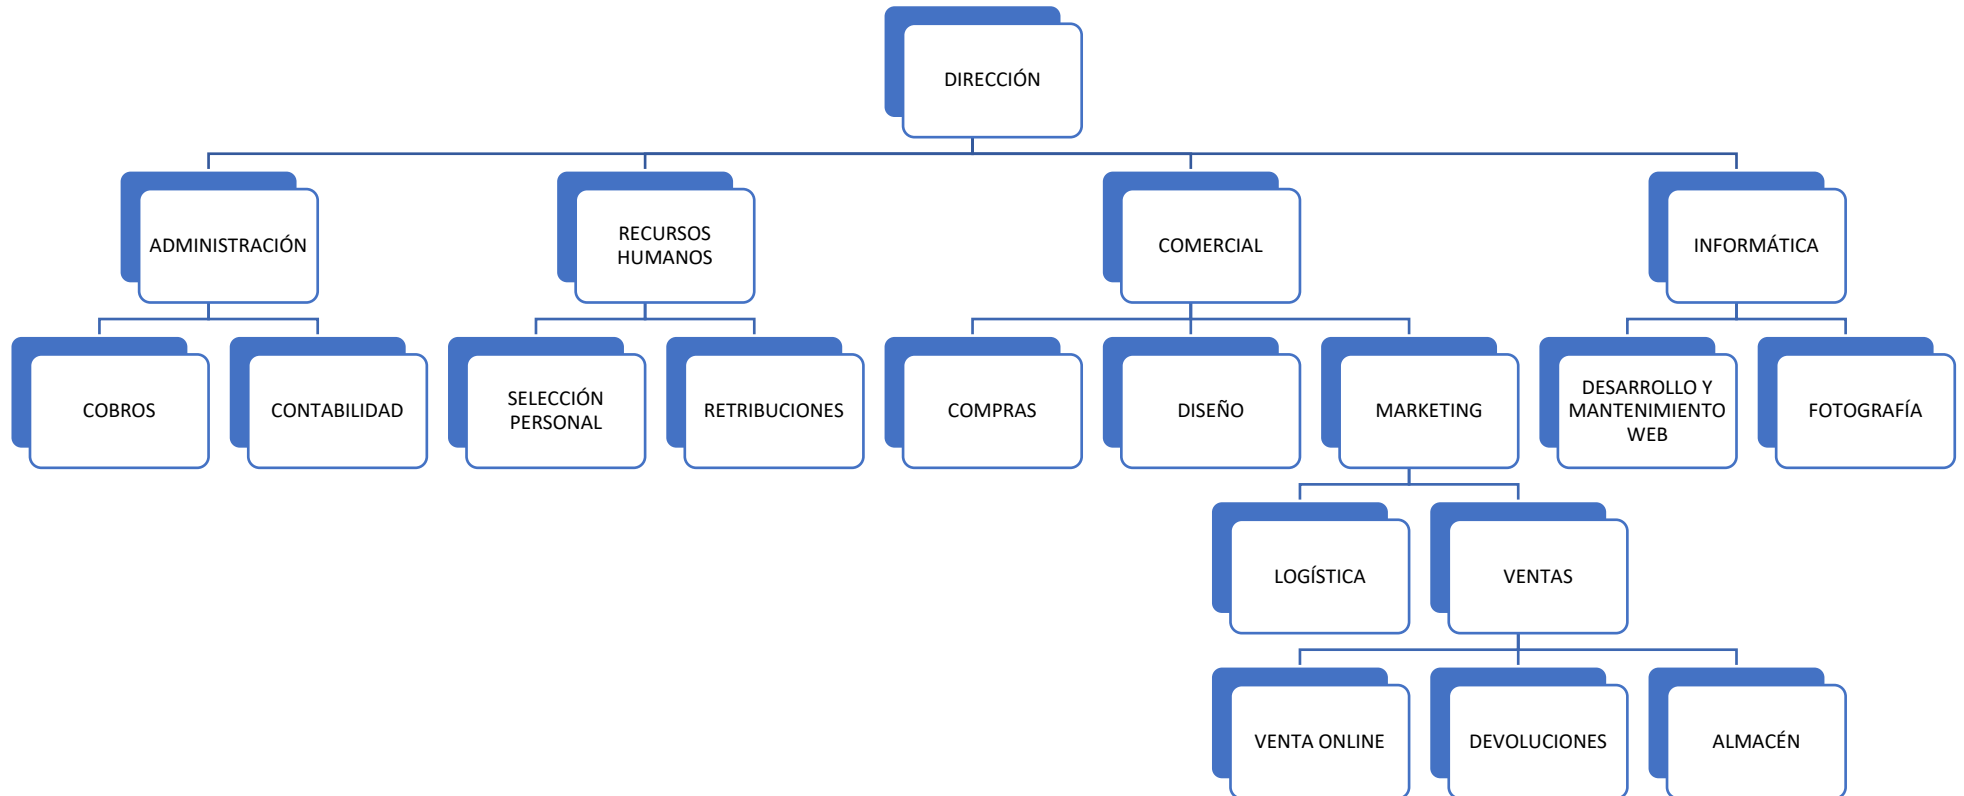 DIRECCIÓN
ADMINISTRACIÓN
RECURSOS
HUMANOS
COMERCIAL
INFORMÁTICA
COBROS
CONTABILIDAD
SELECCIÓN
PERSONAL
RETRIBUCIONES
COMPRAS
DISEÑO
MARKETING
DESARROLLO Y
MANTENIMIENTO
WEB
FOTOGRAFÍA
LOGÍSTICA
VENTAS
VENTA ONLINE
DEVOLUCIONES
ALMACÉN